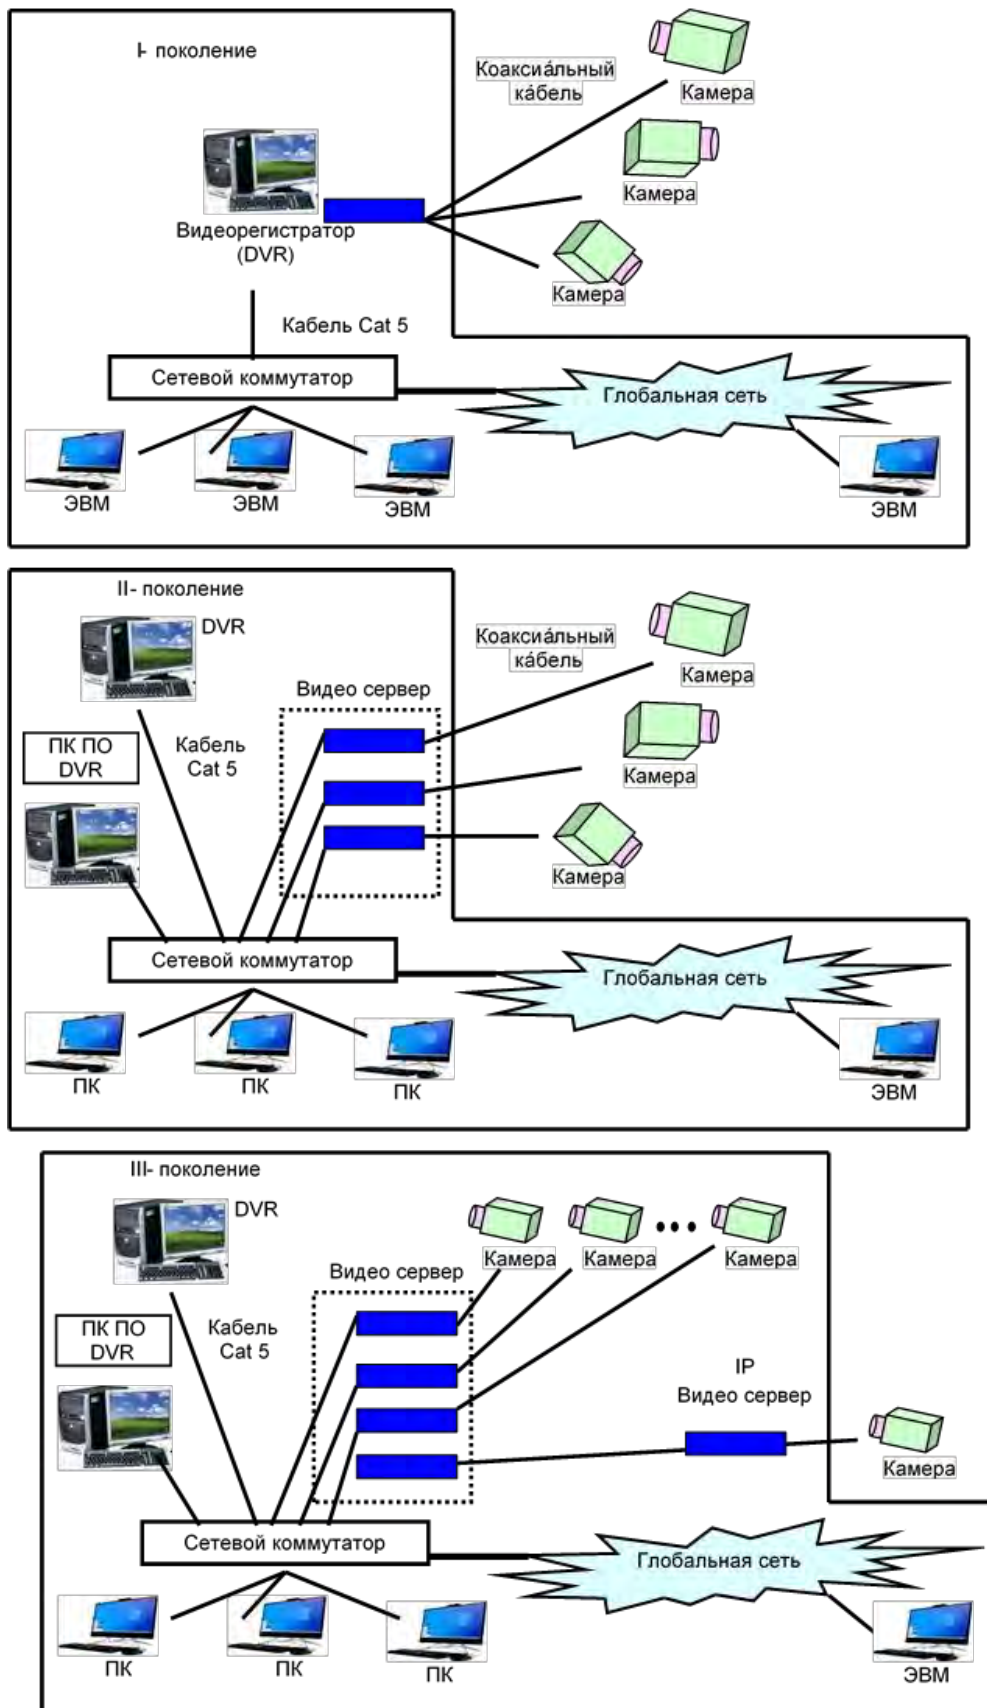 I- поколение
Коаксиа́льный
ка́бель
Камера
Камера
Видеорегистратор
(DVR)
Камера
Кабель Cat 5
Сетевой коммутатор
Глобальная сеть
ЭВМ
ЭВМ
ЭВМ
ЭВМ
II- поколение
DVR
Коаксиа́льный
ка́бель
Камера
Видео сервер
ПК ПО
DVR
Кабель
Cat 5
Камера
Камера
Сетевой коммутатор
Глобальная сеть
ПК
ПК
ПК
ЭВМ
III- поколение
DVR
Камера
Камера
Камера
Видео сервер
ПК ПО
DVR
Кабель
Cat 5
IP
Видео сервер
Камера
Сетевой коммутатор
Глобальная сеть
ПК
ПК
ПК
ЭВМ